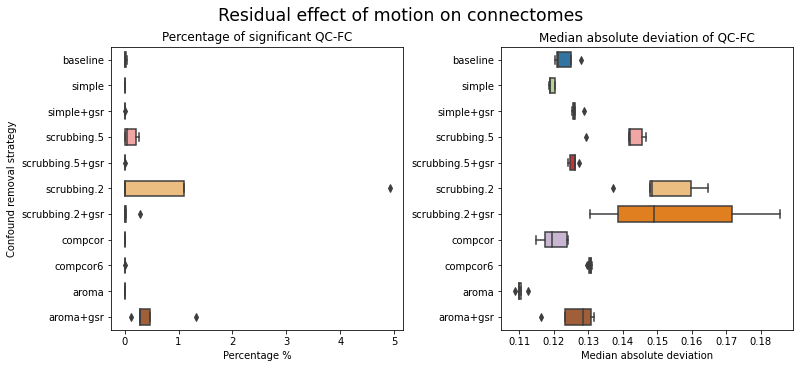 Residual effect of motion on connectomes
Percentage of significant QC-FC
Confound removal strategy
baseline
simple
simple+gsr
scrubbing.5
scrubbing.5+gsr
scrubbing.2
scrubbing.2+gsr
compcor
compcor6
aroma
aroma+gsr
0 1 2 3 4 5
Percentage %
Median absolute deviation of QC-FC
baseline
simple
simple+gsr
scrubbing.5
scrubbing.5+gsr
scrubbing.2
scrubbing.2+gsr
compcor
compcor6
aroma
aroma+gsr
0.11 0.12 0.13 0.14 0.15 0.16 0.17 0.18
Median absolute deviation